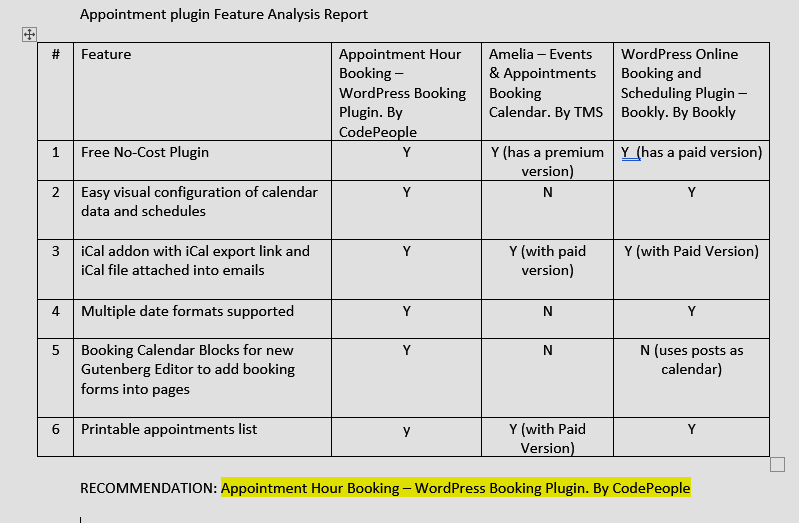 Appointment plugin Feature Analysis Report
# Feature Appointment Hour Booking – WordPress Booking Plugin. By CodePeople Amelia – Events & Appointments Booking Calendar. By TMS WordPress Online Booking and Scheduling Plugin – Bookly. By Bookly
1 Free No-Cost Plugin Y Y (has a premium version) Y (has a paid version)
2 Easy visual configuration of calendar data and schedules Y N Y
3 iCal addon with iCal export link and iCal file attached into emails Y Y (with paid version) Y (with Paid Version)
4 Multiple date formats supported Y N Y
5 Booking Calendar Blocks for new Gutenberg Editor to add booking forms into pages Y N N (uses posts as calendar)
6 Printable appointments list y Y (with Paid Version) Y
RECOMMENDATION: Appointment Hour Booking – WordPress Booking Plugin. By CodePeople